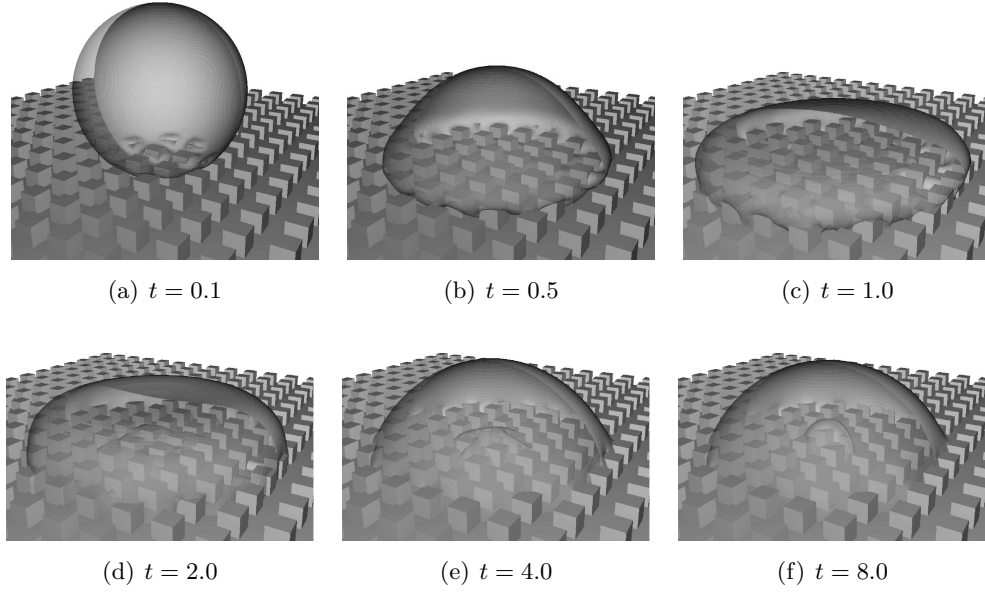 (a) t = 0.1
(b) t = 0.5
(c) t = 1.0
(d) t = 2.0
(e) t = 4.0
(f) t = 8.0